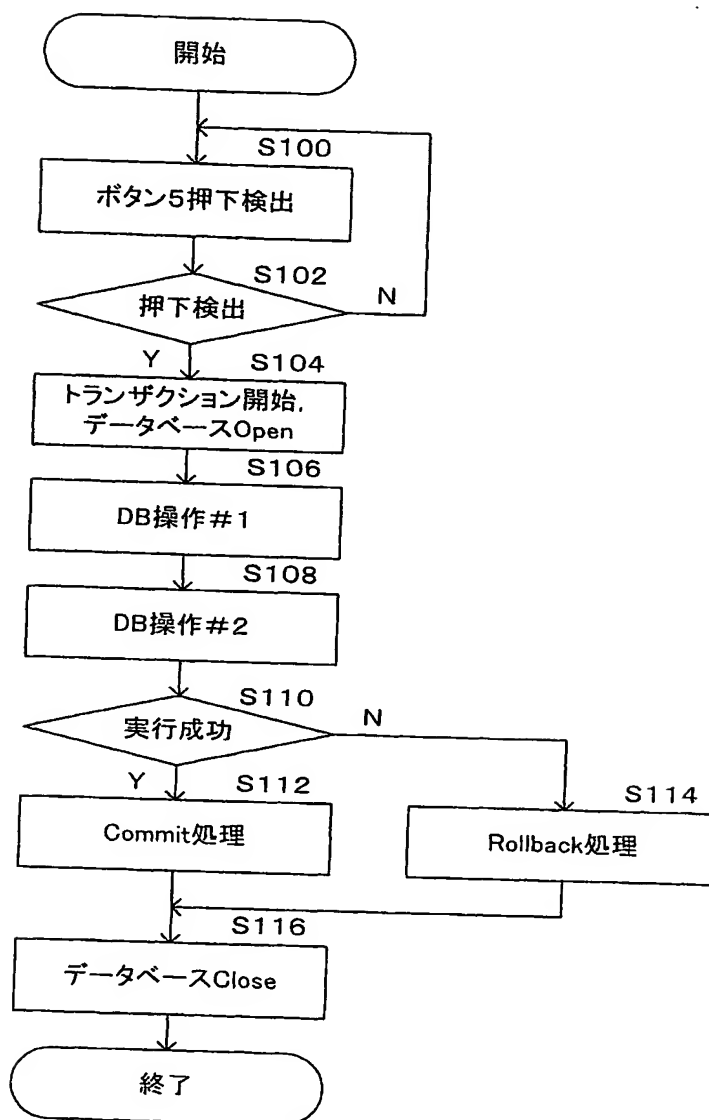 開始
S100
ボタン5押下検出
S102
押下検出
N
Y
S104
トランザクション開始,
データベースOpen
S106
DB操作#1
S108
DB操作#2
S110
実行成功
N
Y
S112
Commit処理
S114
Rollback処理
S116
データベースClose
終了